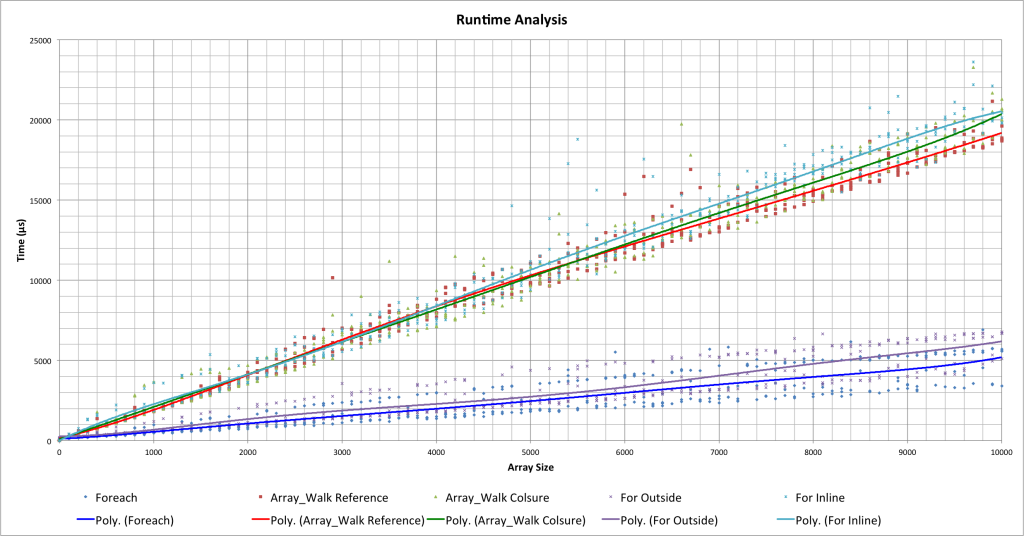 Runtime Analysis
25000
20000
15000
10000
5000
0
Time (µs)
0 1000 2000 3000 4000 5000 6000 7000 8000 9000 10000
Array Size
Foreach Array_Walk Reference Array_Walk Colsure For Outside For Inline
Poly. (Foreach) Poly. (Array_Walk Reference) Poly. (Array_Walk Colsure) Poly. (For Outside) Poly. (For Inline)